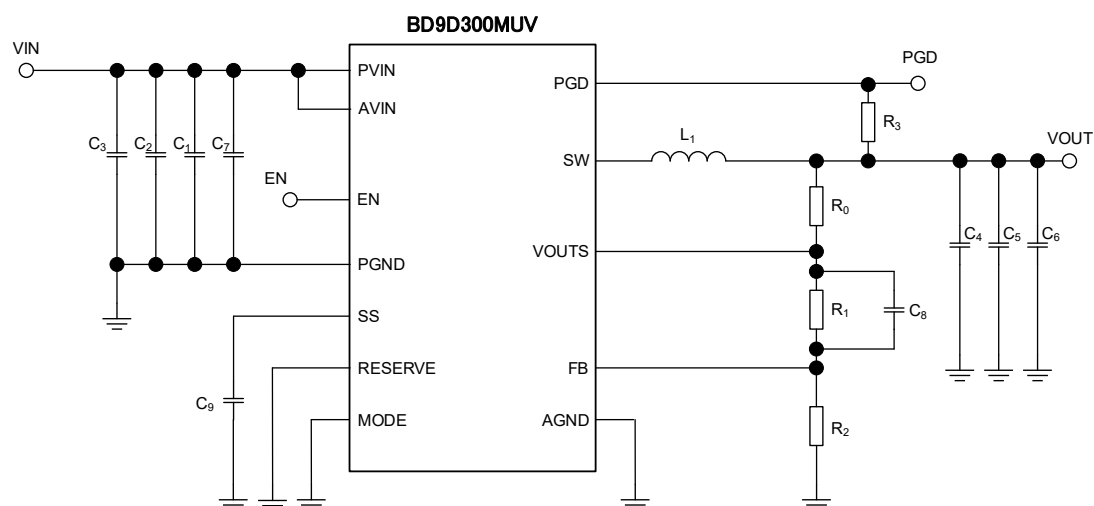 BD9D300MUV
VIN
PVIN
AVIN
EN
EN
PGND
SS
RESERVE
MODE
PGD
SW
VOUTS
FB
AGND
C₃
C₂
C₁
C₇
C₉
L₁
PGD
R₃
VOUT
R₀
R₁
C₈
R₂
C₄
C₅
C₆